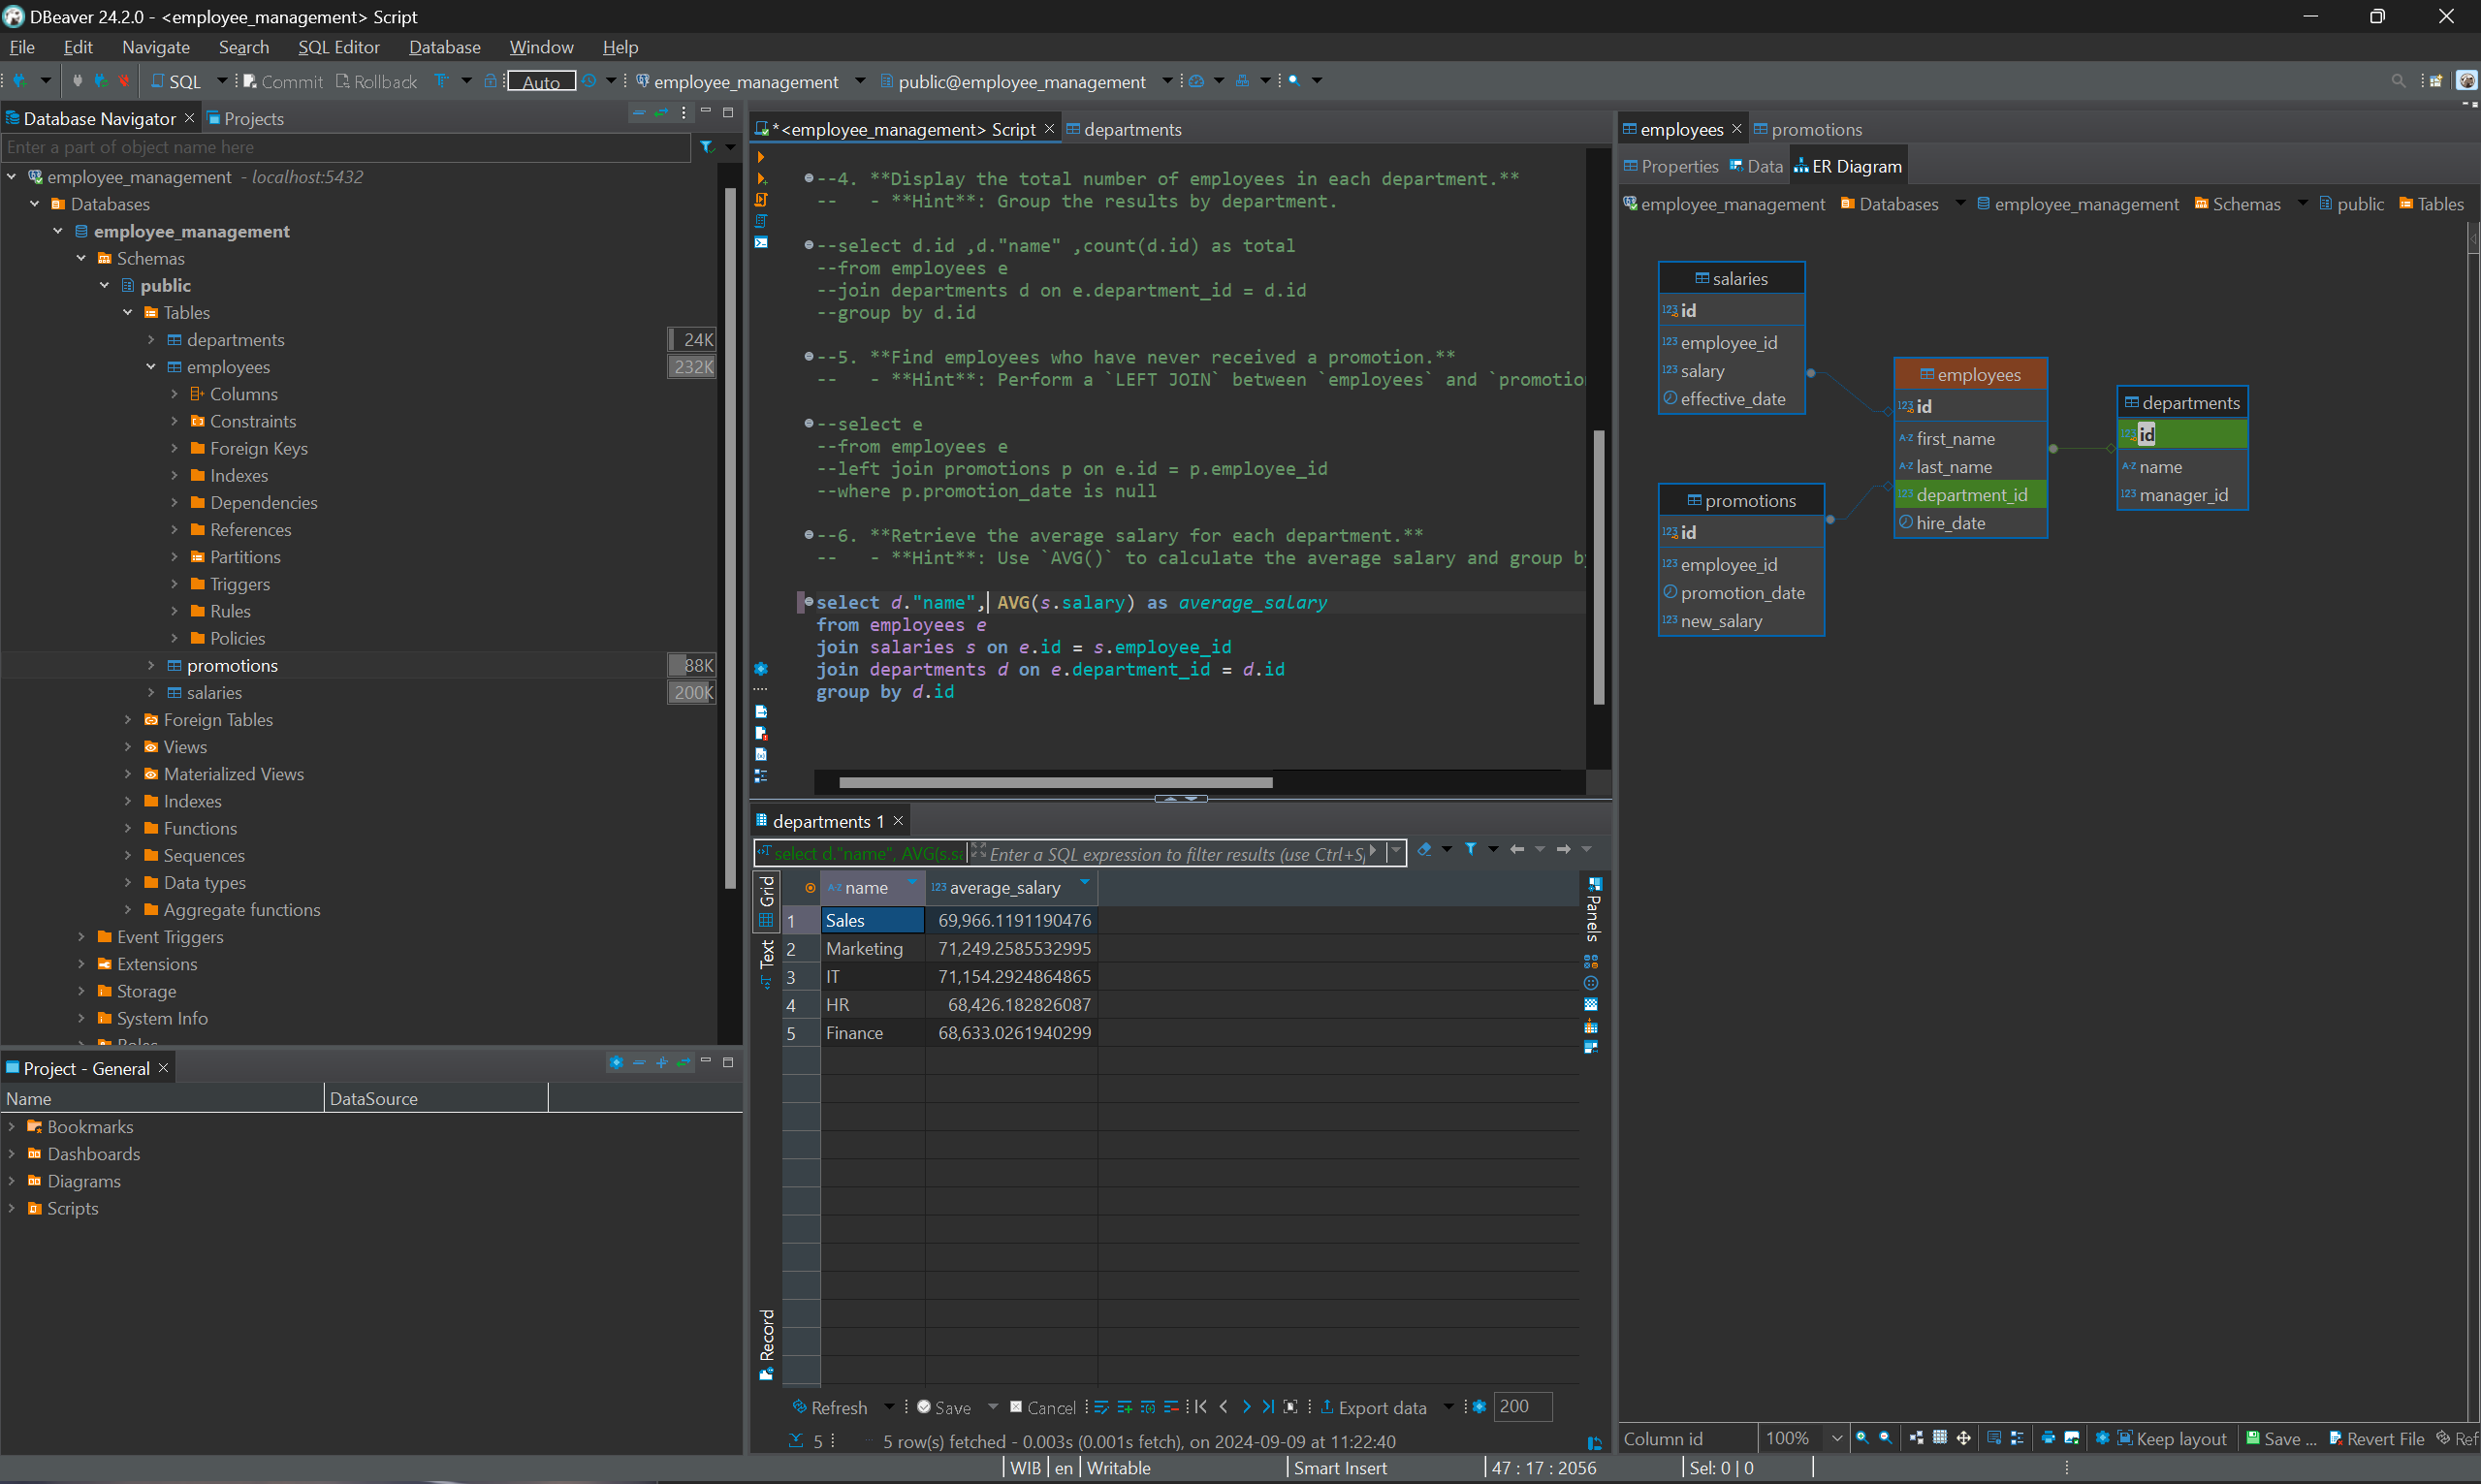 DBeaver 24.2.0 - <employee_management> Script
File Edit Navigate Search SQL Editor Database Window Help
SQL Commit Rollback Auto employee_management public@employee_management
Database Navigator Projects
Enter a part of object name here
employee_management - localhost:5432
Databases
employee_management
Schemas
public
Tables
departments 24K
employees 232K
Columns
Constraints
Foreign Keys
Indexes
Dependencies
References
Partitions
Triggers
Rules
Policies
promotions 88K
salaries 200K
Foreign Tables
Views
Materialized Views
Indexes
Functions
Sequences
Data types
Aggregate functions
Event Triggers
Extensions
Storage
System Info
Roles
Project - General
Name DataSource
Bookmarks
Dashboards
Diagrams
Scripts
*<employee_management> Script departments
--4. **Display the total number of employees in each department.**
-- - **Hint**: Group the results by department.
--select d.id ,d."name" ,count(d.id) as total
--from employees e
--join departments d on e.department_id = d.id
--group by d.id
--5. **Find employees who have never received a promotion.**
-- - **Hint**: Perform a `LEFT JOIN` between `employees` and `promotio
--select e
--from employees e
--left join promotions p on e.id = p.employee_id
--where p.promotion_date is null
--6. **Retrieve the average salary for each department.**
-- - **Hint**: Use `AVG()` to calculate the average salary and group b
select d."name", AVG(s.salary) as average_salary
from employees e
join salaries s on e.id = s.employee_id
join departments d on e.department_id = d.id
group by d.id
departments 1
select d."name", AVG(s.sa Enter a SQL expression to filter results (use Ctrl+S
Grid
Text
Record
Panels
name 123 average_salary
1 Sales 69,966.1191190476
2 Marketing 71,249.2585532995
3 IT 71,154.2924864865
4 HR 68,426.182826087
5 Finance 68,633.0261940299
Refresh Save Cancel Export data 200
5 5 row(s) fetched - 0.003s (0.001s fetch), on 2024-09-09 at 11:22:40
employees promotions
Properties Data ER Diagram
employee_management Databases employee_management Schemas public Tables
salaries
123 id
123 employee_id
123 salary
effective_date
promotions
123 id
123 employee_id
promotion_date
123 new_salary
employees
123 id
A-Z first_name
A-Z last_name
123 department_id
hire_date
departments
123 id
A-Z name
123 manager_id
Column id 100% Keep layout Save ... Revert File Ref
WIB en Writable Smart Insert 47 : 17 : 2056 Sel: 0 | 0